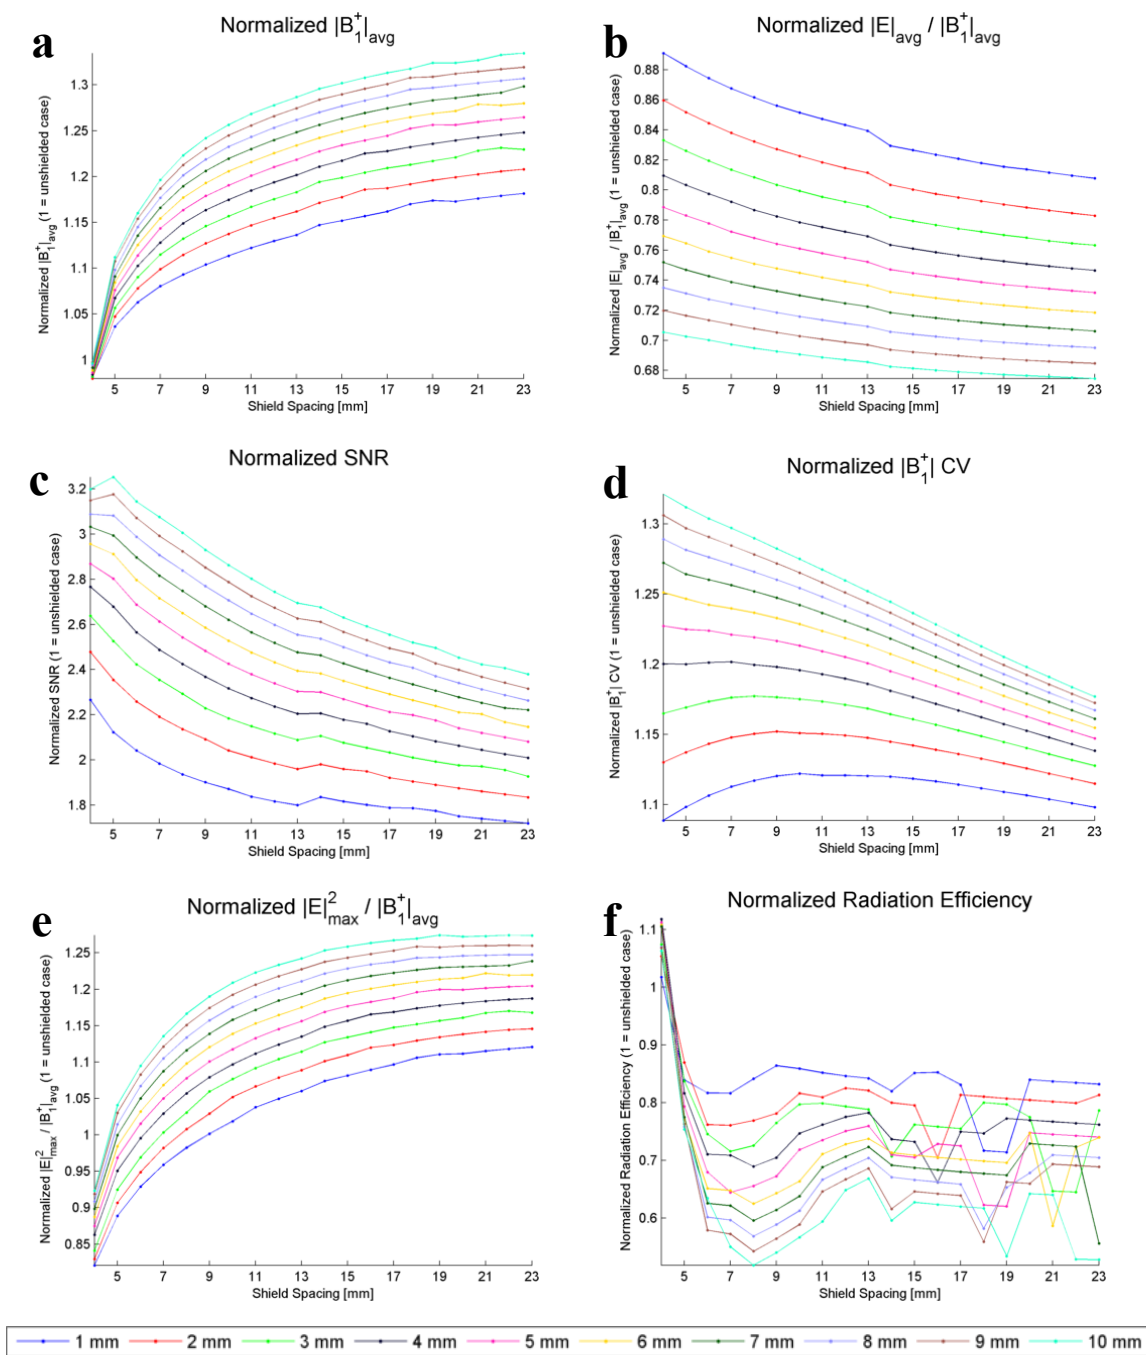 a
Normalized |B₁⁺|avg
Normalized |B₁⁺|avg (1 = unshielded case)
1.3
1.25
1.2
1.15
1.1
1.05
1
5 7 9 11 13 15 17 19 21 23
Shield Spacing [mm]
b
Normalized |E|avg / |B₁⁺|avg
Normalized |E|avg / |B₁⁺|avg (1 = unshielded case)
0.88
0.86
0.84
0.82
0.8
0.78
0.76
0.74
0.72
0.7
0.68
5 7 9 11 13 15 17 19 21 23
Shield Spacing [mm]
c
Normalized SNR
Normalized SNR (1 = unshielded case)
3.2
3
2.8
2.6
2.4
2.2
2
1.8
5 7 9 11 13 15 17 19 21 23
Shield Spacing [mm]
d
Normalized |B₁⁺| CV
Normalized |B₁⁺| CV (1 = unshielded case)
1.3
1.25
1.2
1.15
1.1
5 7 9 11 13 15 17 19 21 23
Shield Spacing [mm]
e
Normalized |E|²max / |B₁⁺|avg
Normalized |E|²max / |B₁⁺|avg (1 = unshielded case)
1.25
1.2
1.15
1.1
1.05
1
0.95
0.9
0.85
5 7 9 11 13 15 17 19 21 23
Shield Spacing [mm]
f
Normalized Radiation Efficiency
Normalized Radiation Efficiency (1 = unshielded case)
1.1
1
0.9
0.8
0.7
0.6
5 7 9 11 13 15 17 19 21 23
Shield Spacing [mm]
1 mm 2 mm 3 mm 4 mm 5 mm 6 mm 7 mm 8 mm 9 mm 10 mm